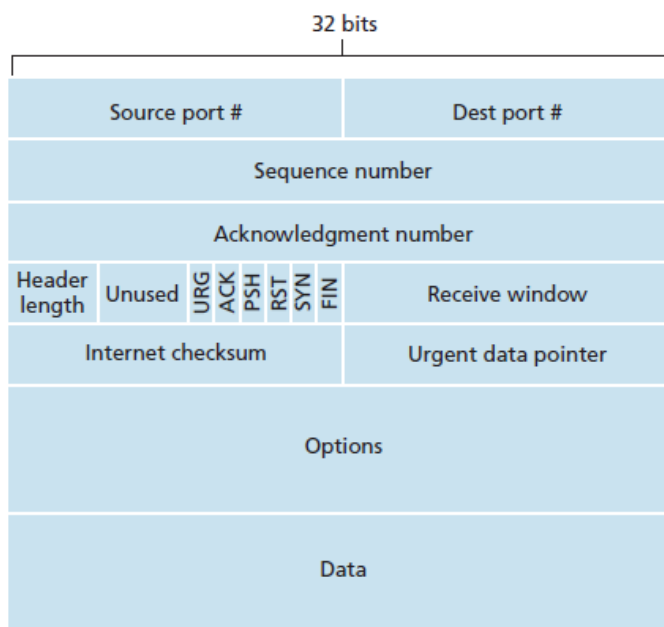 32 bits
Source port #
Dest port #
Sequence number
Acknowledgment number
Header
length
Unused
URG
ACK
PSH
RST
SYN
FIN
Receive window
Internet checksum
Urgent data pointer
Options
Data